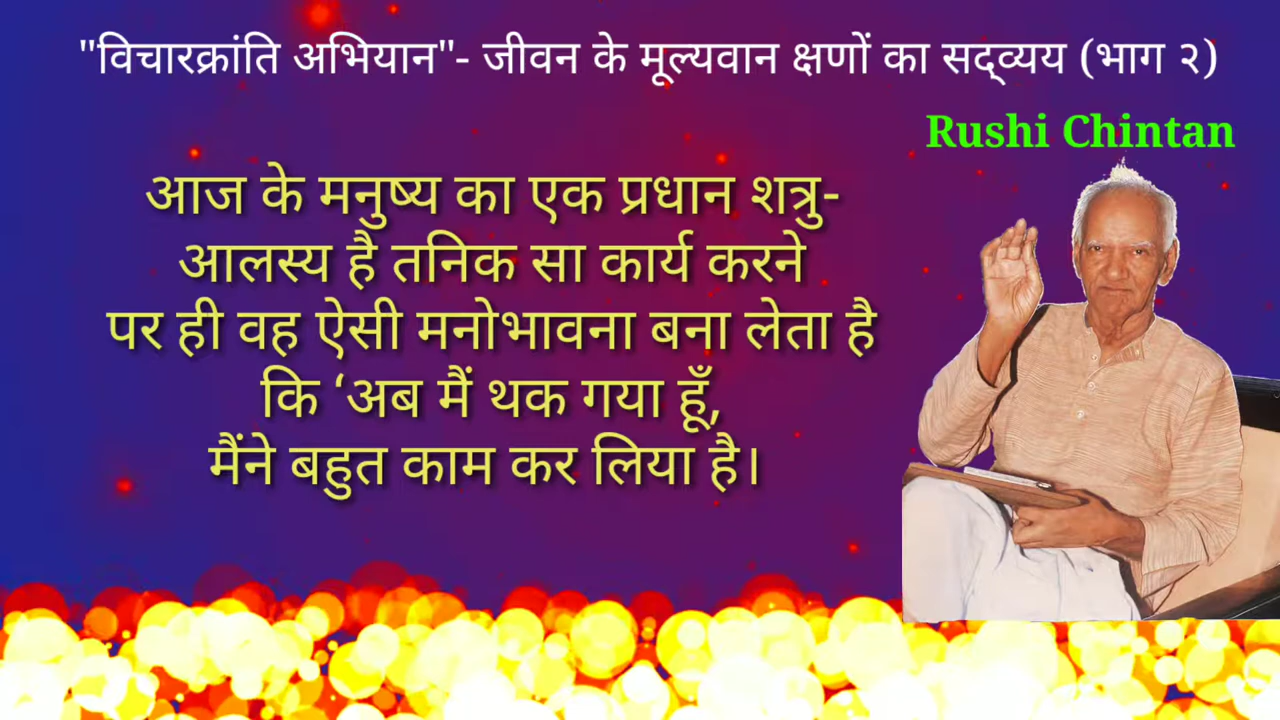 "विचारक्रांति अभियान"- जीवन के मूल्यवान क्षणों का सद्व्यय (भाग २)
Rushi Chintan
आज के मनुष्य का एक प्रधान शत्रु-
आलस्य है तनिक सा कार्य करने
पर ही वह ऐसी मनोभावना बना लेता है
कि ‘अब मैं थक गया हूँ,
मैंने बहुत काम कर लिया है।